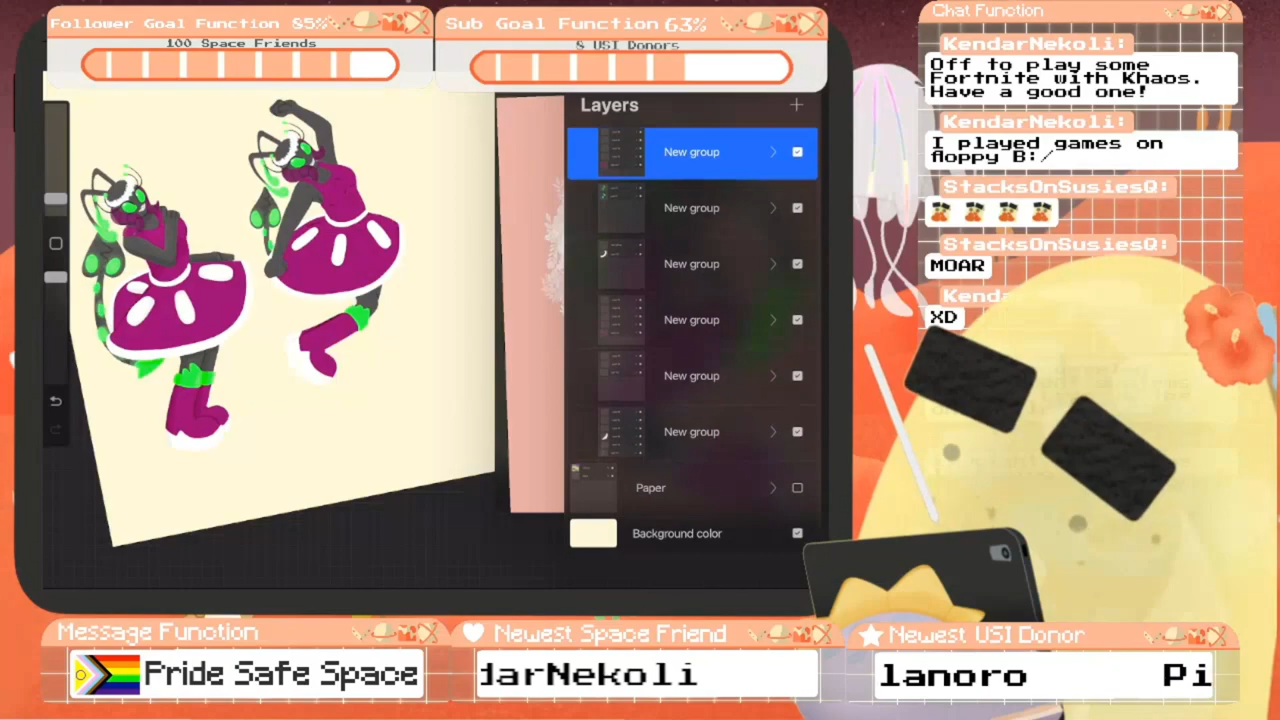 Follower Goal Function 85%
100 Space Friends
Sub Goal Function 63%
8 USI Donors
Chat Function
KendarNekoli:
Off to play some
Fortnite with Khaos.
Have a good one!
KendarNekoli:
I played games on
floppy B:/
StacksOnSusiesQ:
StacksOnSusiesQ:
MOAR
Kenda
XD
Layers
New group
New group
New group
New group
New group
New group
Paper
Background color
Message Function
Pride Safe Space
Newest Space Friend
darNekoli
Newest USI Donor
lanoro Pi